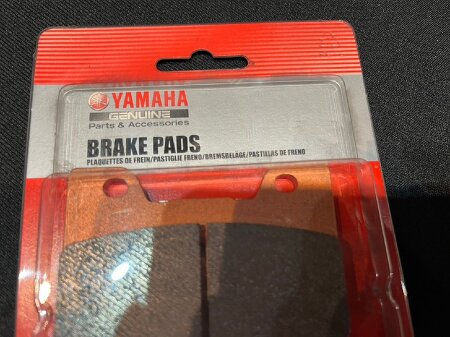 YAMAHA
GENUINE
Parts & Accessories
BRAKE PADS
PLAQUETTES DE FREIN/PASTIGLIE FRENO/BREMSBELÄGE/PASTILLAS DE FRENO